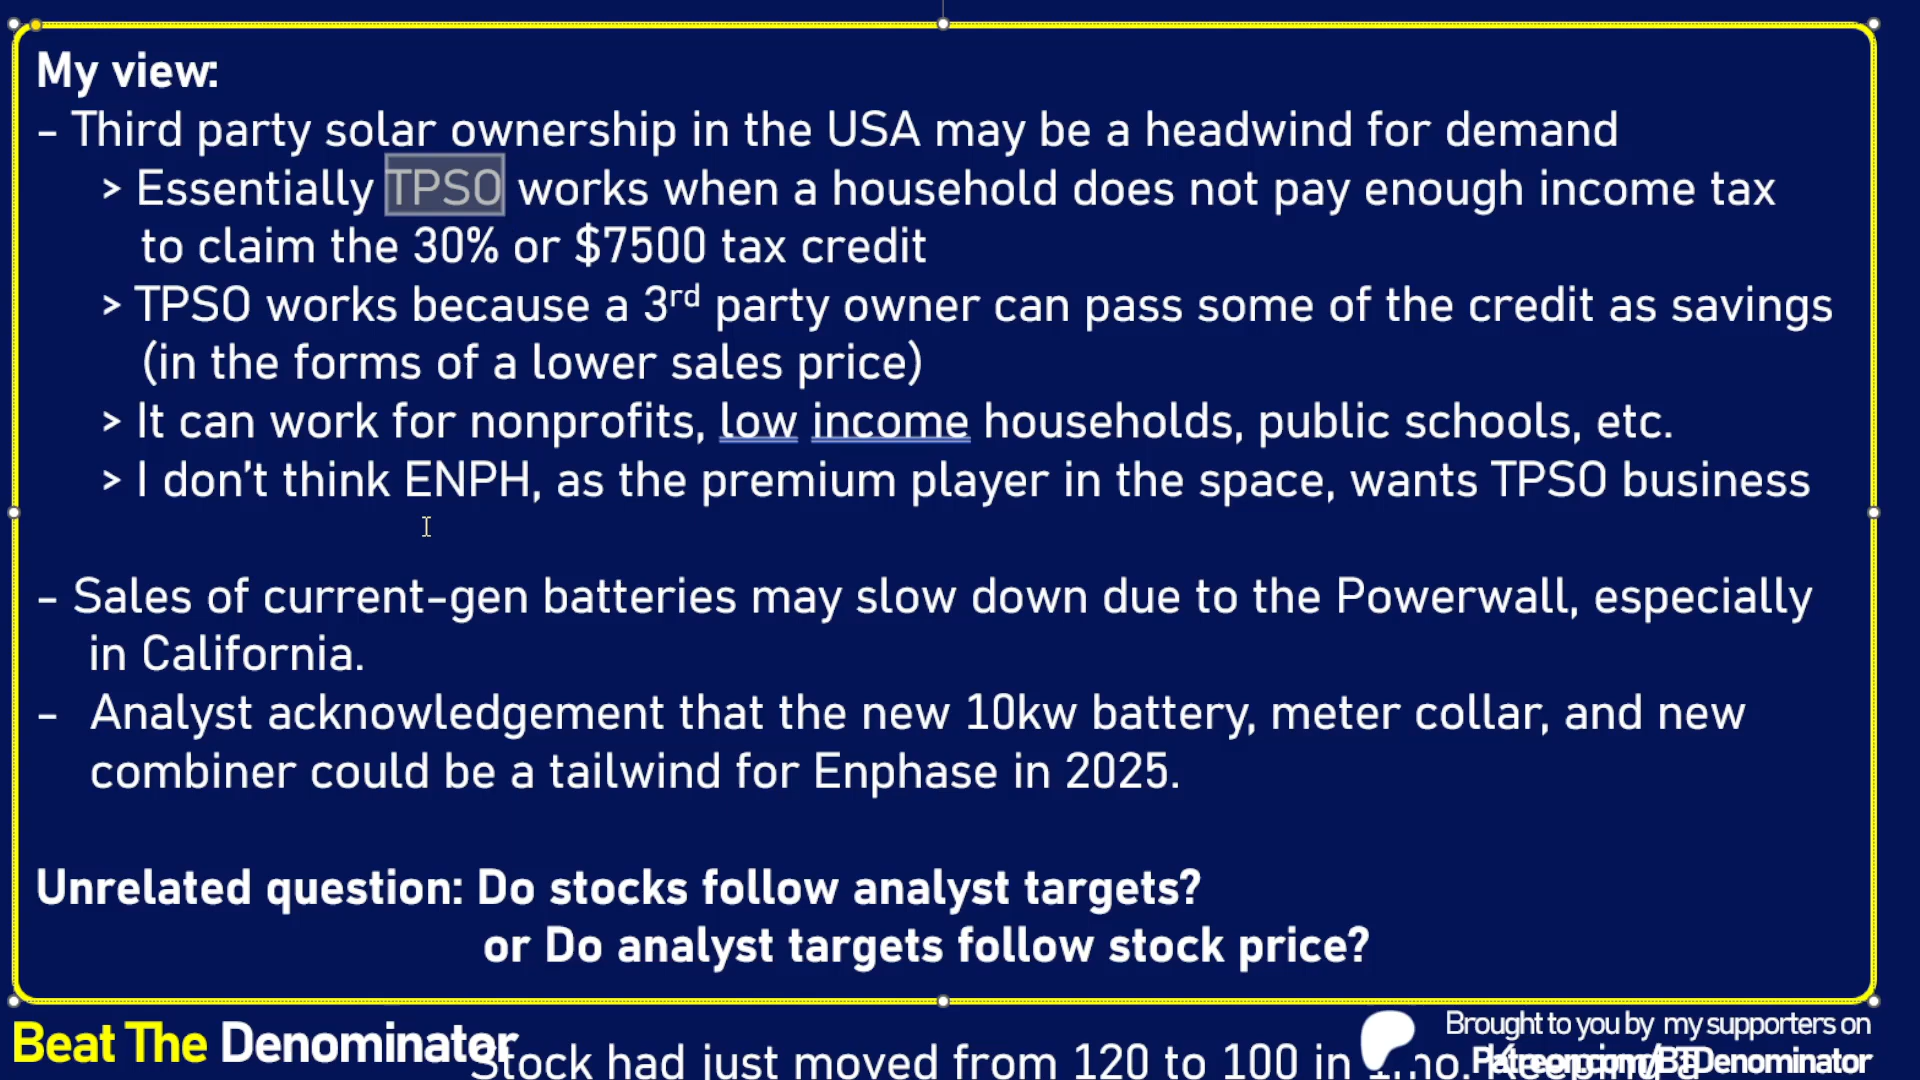 My view:
- Third party solar ownership in the USA may be a headwind for demand
> Essentially TPSO works when a household does not pay enough income tax
to claim the 30% or $7500 tax credit
> TPSO works because a 3rd party owner can pass some of the credit as savings
(in the forms of a lower sales price)
> It can work for nonprofits, low income households, public schools, etc.
> I don't think ENPH, as the premium player in the space, wants TPSO business
- Sales of current-gen batteries may slow down due to the Powerwall, especially
in California.
- Analyst acknowledgement that the new 10kw battery, meter collar, and new
combiner could be a tailwind for Enphase in 2025.
Unrelated question: Do stocks follow analyst targets?
or Do analyst targets follow stock price?
Beat The Denominator
Stock had just moved from 120 to 100 in 1mo. Keeping a
Brought to you by my supporters on
Patreon.com/BTDenominator